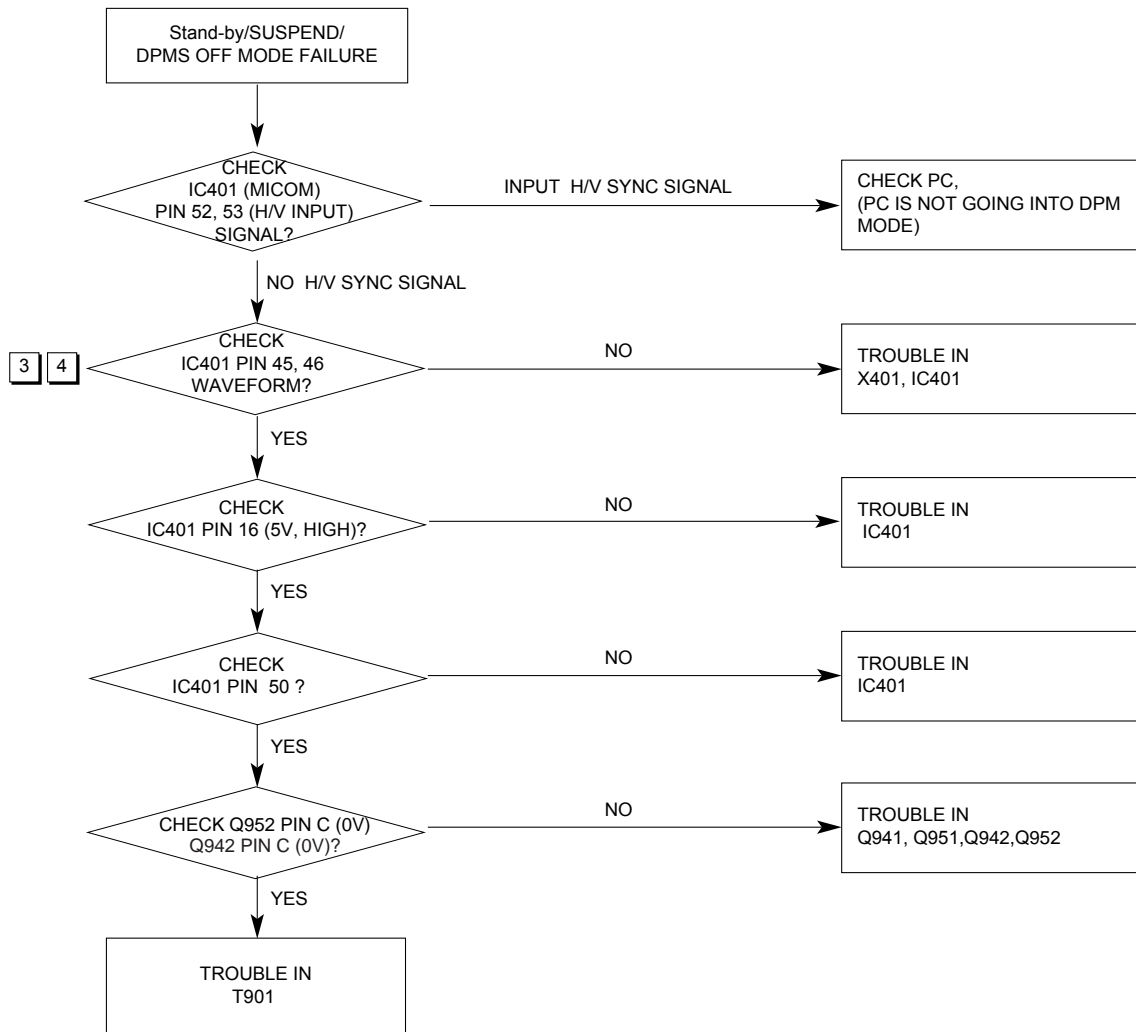 Stand-by/SUSPEND/
DPMS OFF MODE FAILURE
CHECK
IC401 (MICOM)
PIN 52, 53 (H/V INPUT)
SIGNAL?
INPUT H/V SYNC SIGNAL
CHECK PC,
(PC IS NOT GOING INTO DPM
MODE)
NO H/V SYNC SIGNAL
3 4
CHECK
IC401 PIN 45, 46
WAVEFORM?
NO
TROUBLE IN
X401, IC401
YES
CHECK
IC401 PIN 16 (5V, HIGH)?
NO
TROUBLE IN
IC401
YES
CHECK
IC401 PIN 50 ?
NO
TROUBLE IN
IC401
YES
CHECK Q952 PIN C (0V)
Q942 PIN C (0V)?
NO
TROUBLE IN
Q941, Q951,Q942,Q952
YES
TROUBLE IN
T901